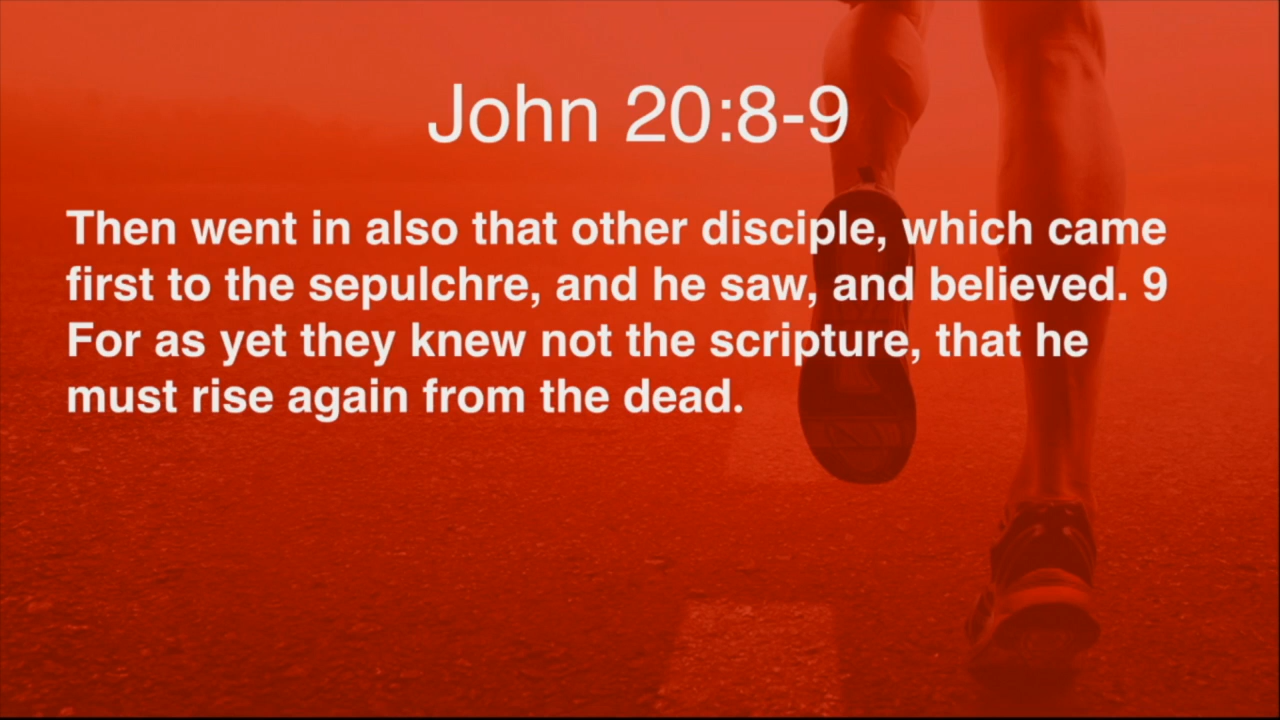 John 20:8-9
Then went in also that other disciple, which came
first to the sepulchre, and he saw, and believed. 9
For as yet they knew not the scripture, that he
must rise again from the dead.